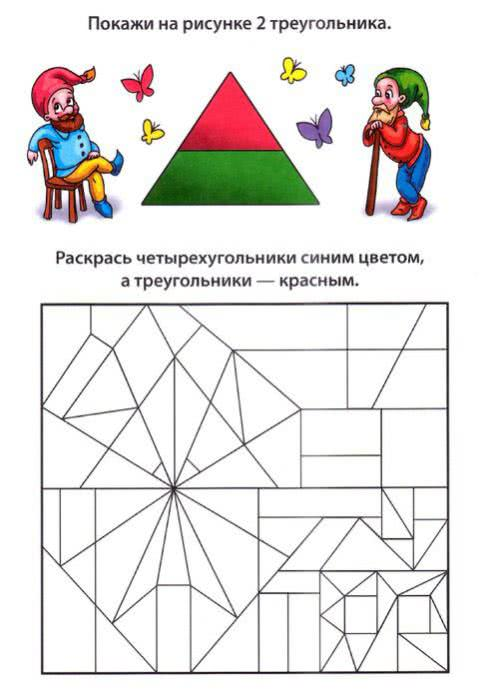 Покажи на рисунке 2 треугольника.
Раскрась четырехугольники синим цветом,
а треугольники — красным.